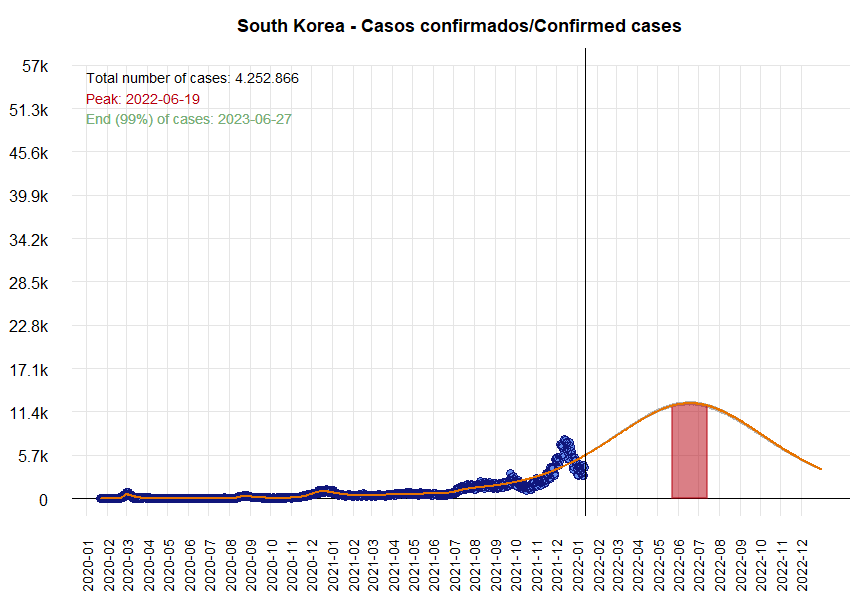 South Korea - Casos confirmados/Confirmed cases
57k
Total number of cases: 4.252.866
Peak: 2022-06-19
51.3k
End (99%) of cases: 2023-06-27
45.6k
39.9k
34.2k
28.5k
22.8k
17.1k
11.4k
5.7k
0
2020-01
2020-02
2020-03
2020-04
2020-05
2020-06
2020-07
2020-08
2020-09
2020-10
2020-11
2020-12
2021-01
2021-02
2021-03
2021-04
2021-05
2021-06
2021-07
2021-08
2021-09
2021-10
2021-11
2021-12
2022-01
2022-02
2022-03
2022-04
2022-05
2022-06
2022-07
2022-08
2022-09
2022-10
2022-11
2022-12